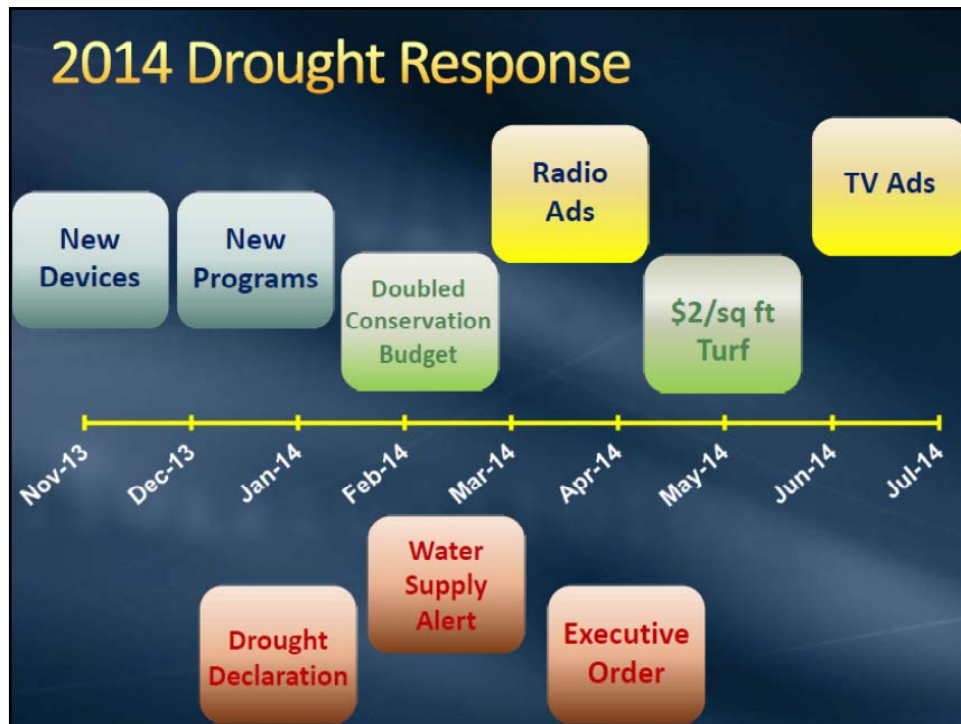 2014 Drought Response
New
Devices
New
Programs
Doubled
Conservation
Budget
Radio
Ads
$2/sq ft
Turf
TV Ads
Nov-13
Dec-13
Jan-14
Feb-14
Mar-14
Apr-14
May-14
Jun-14
Jul-14
Drought
Declaration
Water
Supply
Alert
Executive
Order